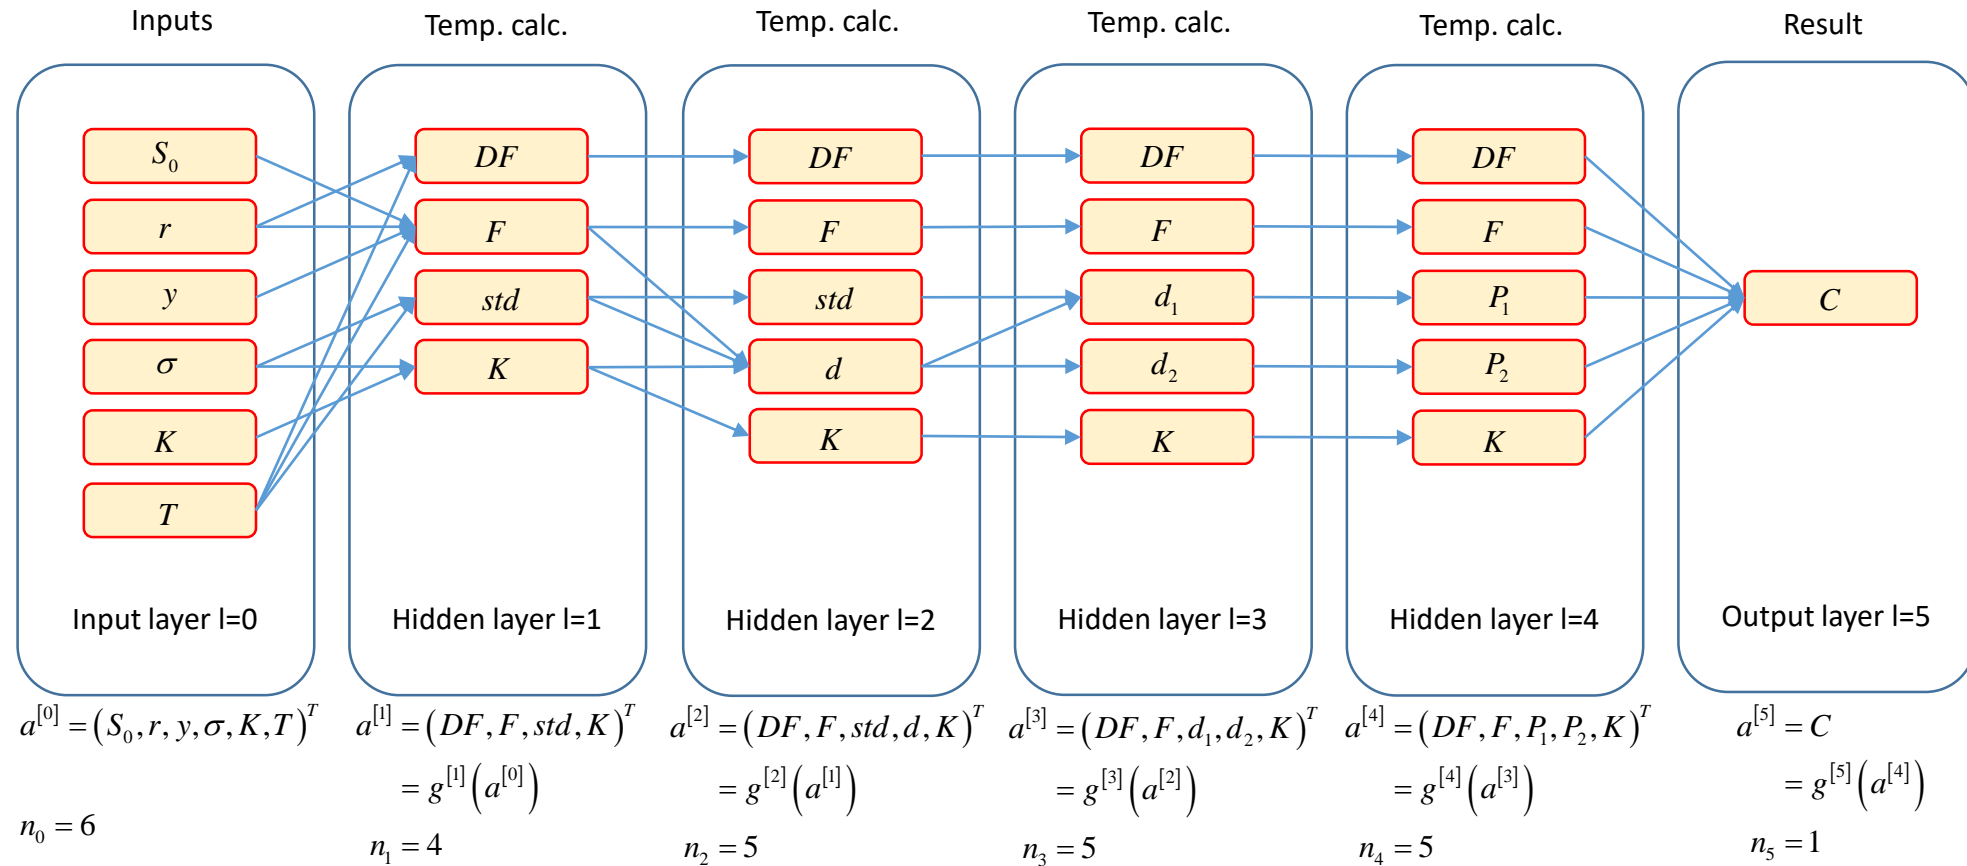 Inputs Temp. calc. Temp. calc. Temp. calc. Temp. calc. Result
S₀ DF DF DF DF
r F F F F
y std std d₁ P₁ C
σ K d d₂ P₂
K K K K
T
Input layer l=0 Hidden layer l=1 Hidden layer l=2 Hidden layer l=3 Hidden layer l=4 Output layer l=5
a^[0] = (S₀, r, y, σ, K, T)^T a^[1] = (DF, F, std, K)^T a^[2] = (DF, F, std, d, K)^T a^[3] = (DF, F, d₁, d₂, K)^T a^[4] = (DF, F, P₁, P₂, K)^T a^[5] = C
= g^[1](a^[0]) = g^[2](a^[1]) = g^[3](a^[2]) = g^[4](a^[3]) = g^[5](a^[4])
n₀ = 6 n₁ = 4 n₂ = 5 n₃ = 5 n₄ = 5 n₅ = 1